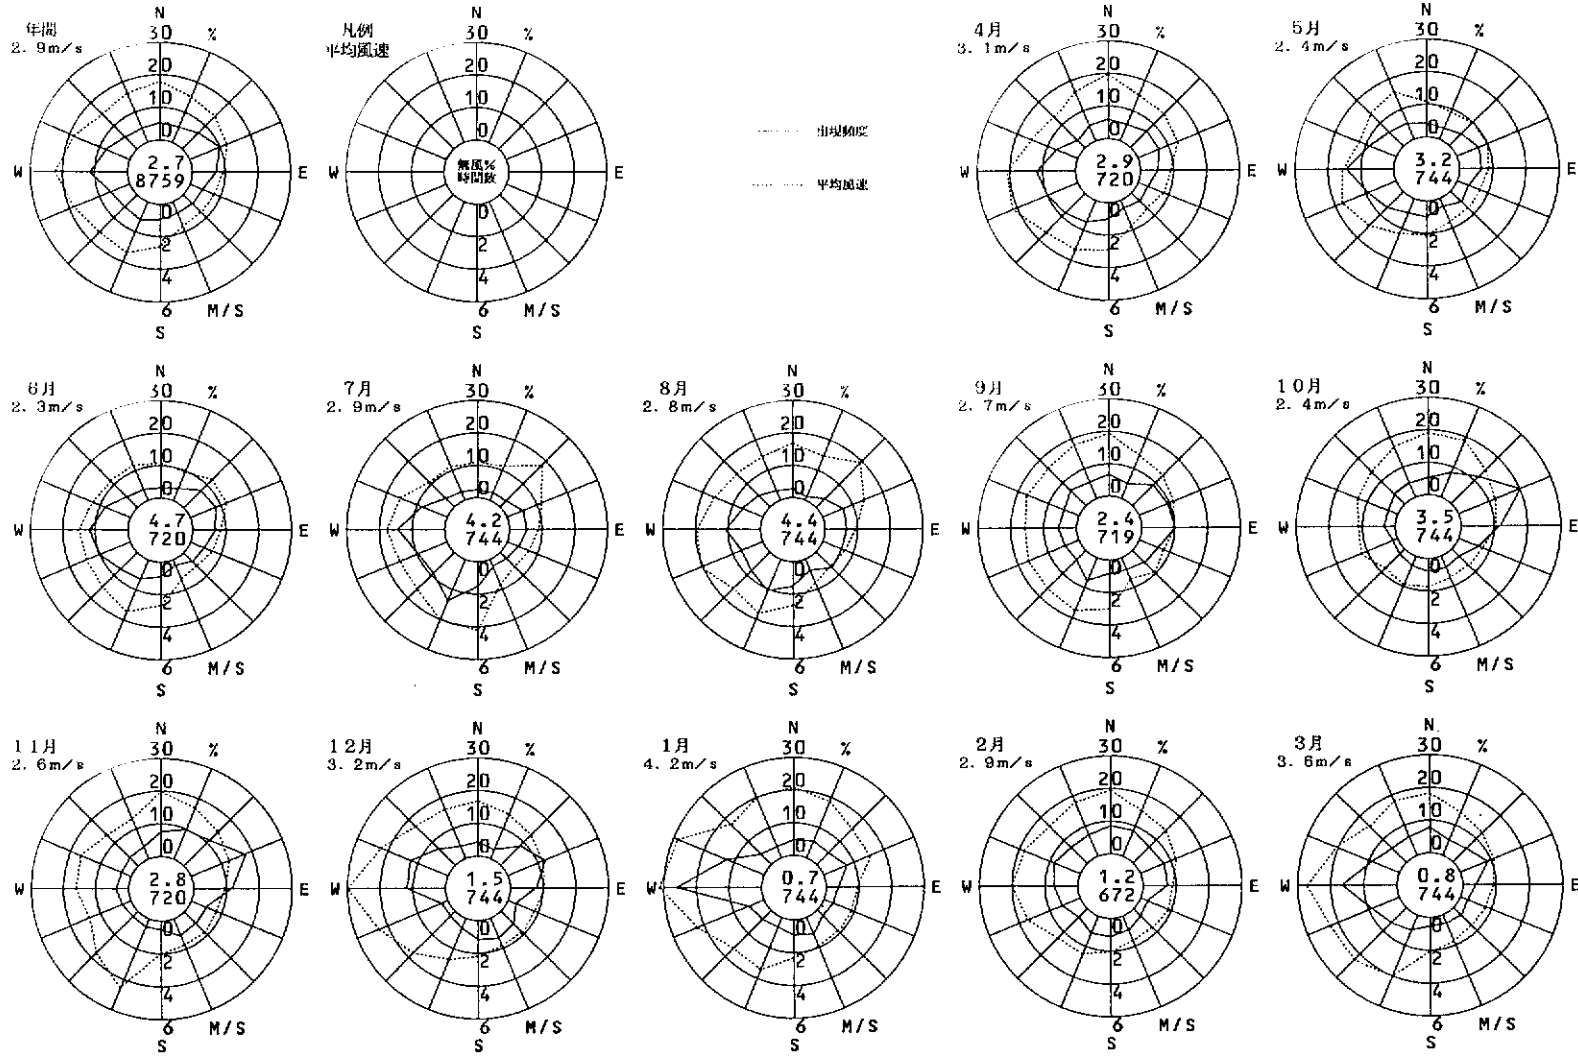 N
年間 30 %
2. 9m/s
20
10
0
W 2. 7 E
8759
0
2
4
6 M/S
S
凡例
平均風速
N
30 %
20
10
0
W 無風% E
時間数
0
2
4
6 M/S
S
出現頻度
平均風速
N
4月 30 %
3. 1m/s
20
10
0
W 2. 9 E
720
0
2
4
6 M/S
S
N
5月 30 %
2. 4m/s
20
10
0
W 3. 2 E
744
0
2
4
6 M/S
S
N
6月 30 %
2. 3m/s
20
10
0
W 4. 7 E
720
0
2
4
6 M/S
S
N
7月 30 %
2. 9m/s
20
10
0
W 4. 2 E
744
0
2
4
6 M/S
S
N
8月 30 %
2. 8m/s
20
10
0
W 4. 4 E
744
0
2
4
6 M/S
S
N
9月 30 %
2. 7m/s
20
10
0
W 2. 4 E
719
0
2
4
6 M/S
S
N
10月 30 %
2. 4m/s
20
10
0
W 3. 5 E
744
0
2
4
6 M/S
S
N
11月 30 %
2. 6m/s
20
10
0
W 2. 8 E
720
0
2
4
6 M/S
S
N
12月 30 %
3. 2m/s
20
10
0
W 1. 5 E
744
0
2
4
6 M/S
S
N
1月 30 %
4. 2m/s
20
10
0
W 0. 7 E
744
0
2
4
6 M/S
S
N
2月 30 %
2. 9m/s
20
10
0
W 1. 2 E
672
0
2
4
6 M/S
S
N
3月 30 %
3. 6m/s
20
10
0
W 0. 8 E
744
0
2
4
6 M/S
S